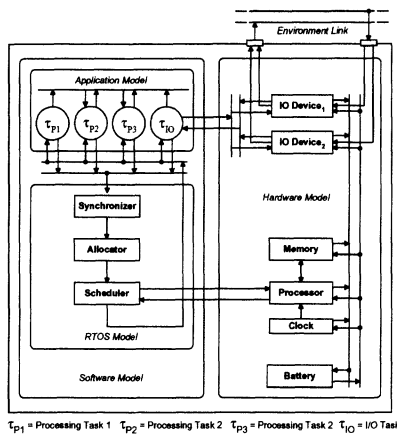 Environment Link
Application Model
τP1 τP2 τP3 τIO
IO Device1
IO Device2
Hardware Model
Synchronizer
Allocator
Scheduler
RTOS Model
Software Model
Memory
Processor
Clock
Battery
τP1 = Processing Task 1 τP2 = Processing Task 2 τP3 = Processing Task 2 τIO = I/O Tasl